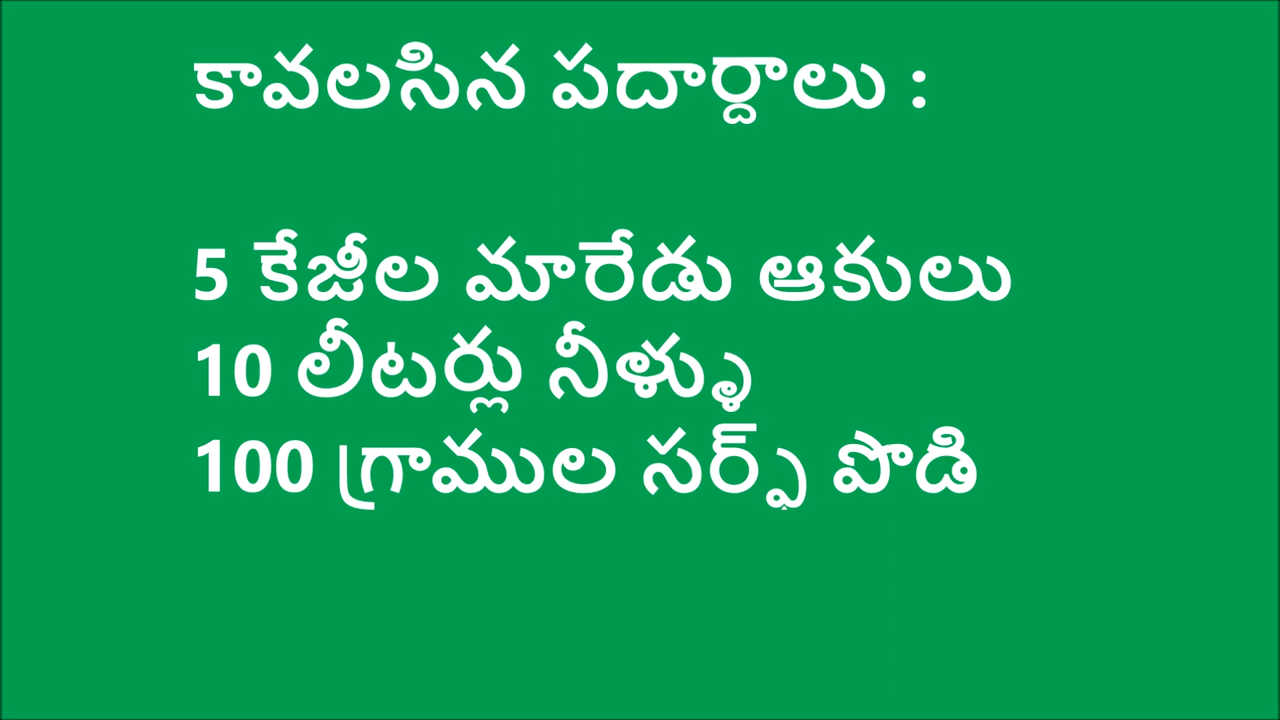 కావలసిన పదార్దాలు :
5 కేజీల మారేడు ఆకులు
10 లీటర్లు నీళ్ళు
100 గ్రాముల సర్ఫ్ పొడి